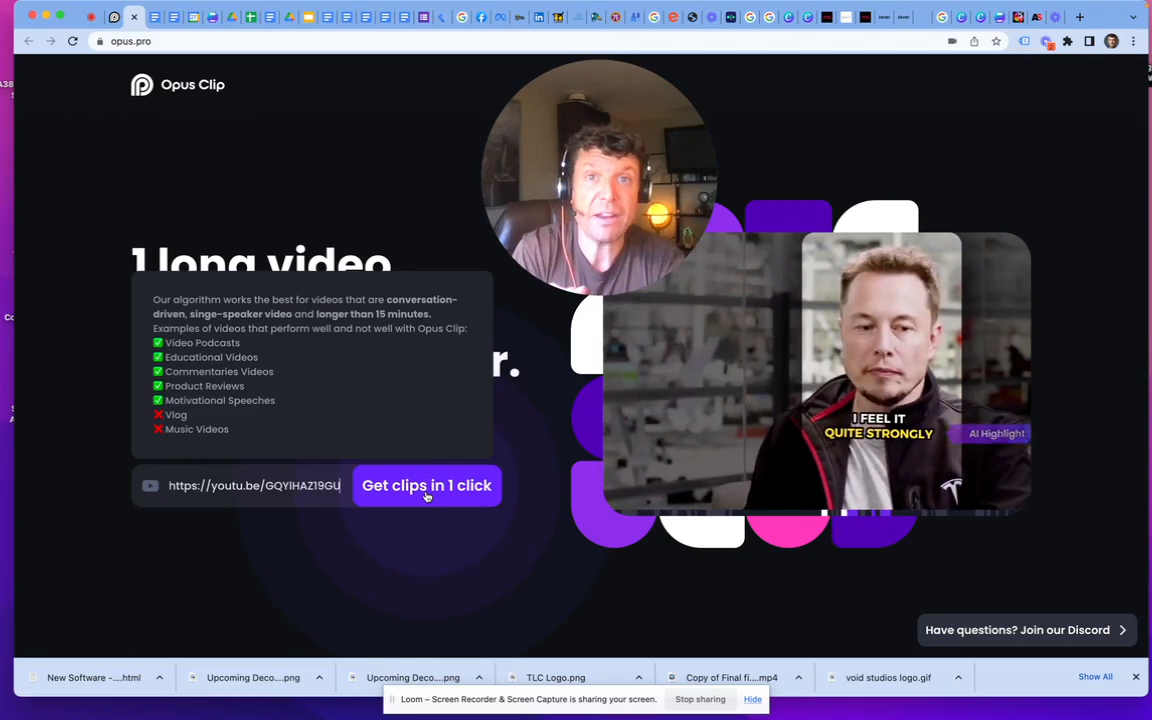 opus.pro
Opus Clip
1 long video
r.
Our algorithm works the best for videos that are conversation-
driven, singe-speaker video and longer than 15 minutes.
Examples of videos that perform well and not well with Opus Clip:
✅ Video Podcasts
✅ Educational Videos
✅ Commentaries Videos
✅ Product Reviews
✅ Motivational Speeches
❌ Vlog
❌ Music Videos
https://youtu.be/GQYlHAZ19GU
Get clips in 1 click
I FEEL IT
QUITE STRONGLY
AI Highlight
Have questions? Join our Discord
New Software -....html
Upcoming Deco....png
Upcoming Deco....png
TLC Logo.png
Copy of Final fi....mp4
void studios logo.gif
Show All
Loom – Screen Recorder & Screen Capture is sharing your screen.
Stop sharing
Hide